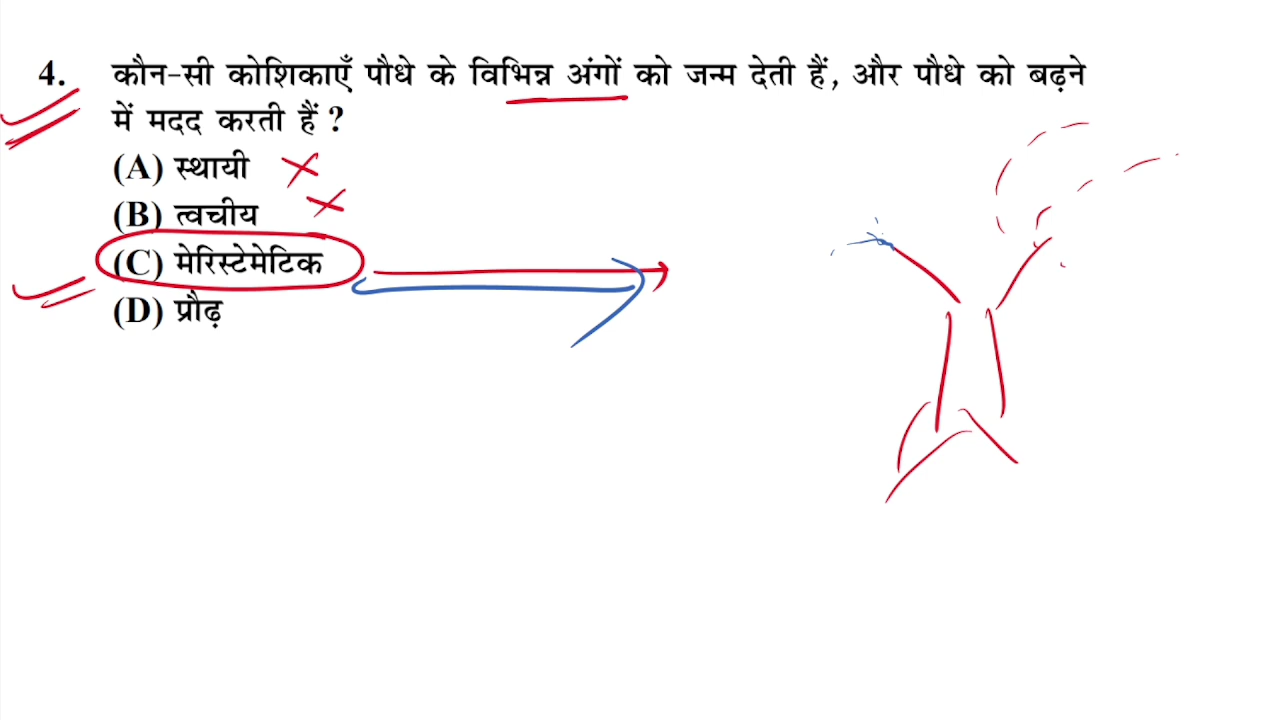 4. कौन-सी कोशिकाएँ पौधे के विभिन्न अंगों को जन्म देती हैं, और पौधे को बढ़ने
में मदद करती हैं ?
(A) स्थायी
(B) त्वचीय
(C) मेरिस्टेमेटिक
(D) प्रौढ़